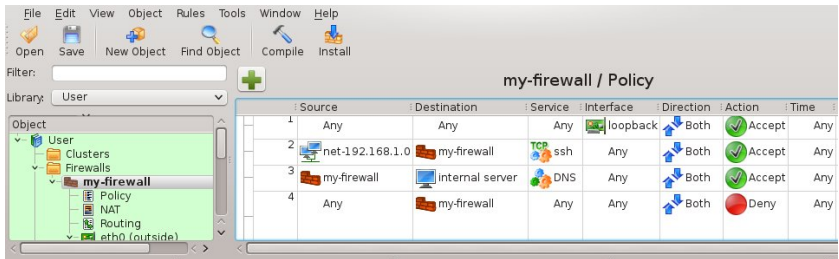 File Edit View Object Rules Tools Window Help
Open Save New Object Find Object Compile Install
Filter:
my-firewall / Policy
Library: User
Source Destination Service Interface Direction Action Time
Object
1 Any Any Any loopback Both Accept Any
User
Clusters
2 net-192.168.1.0 my-firewall TCP ssh Any Both Accept Any
Firewalls
3 my-firewall internal server DNS Any Both Accept Any
my-firewall
Policy
4 Any my-firewall Any Any Both Deny Any
NAT
Routing
eth0 (outside)